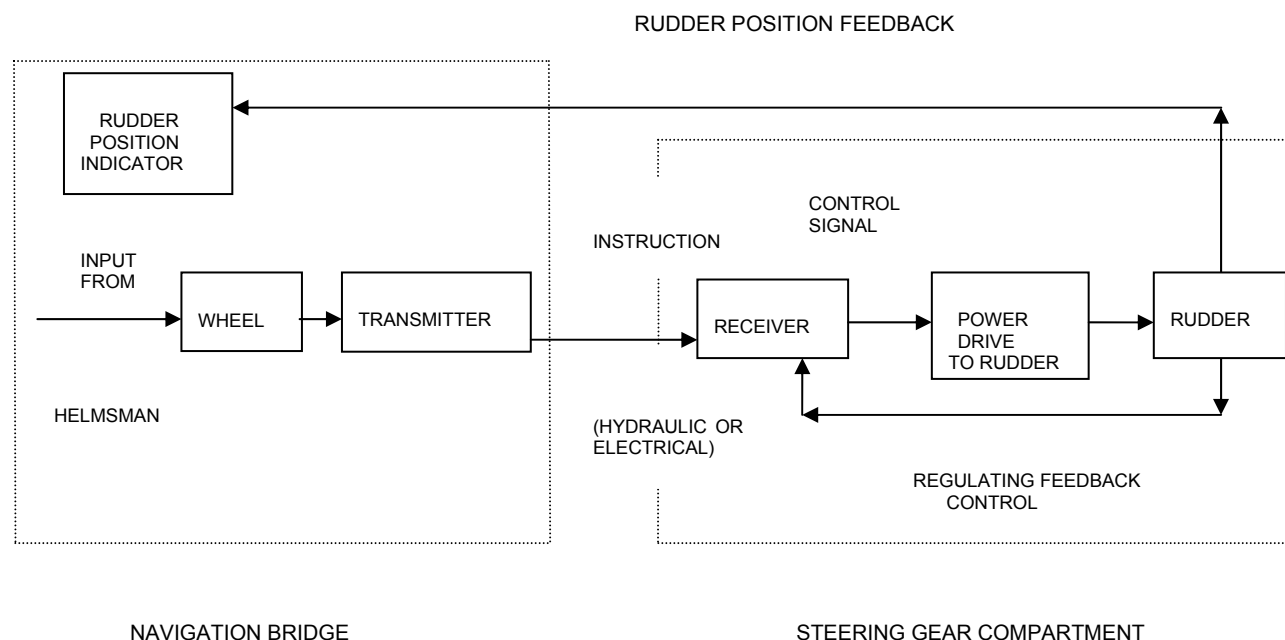 RUDDER POSITION FEEDBACK
RUDDER
POSITION
INDICATOR
CONTROL
SIGNAL
INSTRUCTION
INPUT
FROM
WHEEL
TRANSMITTER
RECEIVER
POWER
DRIVE
TO RUDDER
RUDDER
HELMSMAN
(HYDRAULIC OR
ELECTRICAL)
REGULATING FEEDBACK
CONTROL
NAVIGATION BRIDGE
STEERING GEAR COMPARTMENT